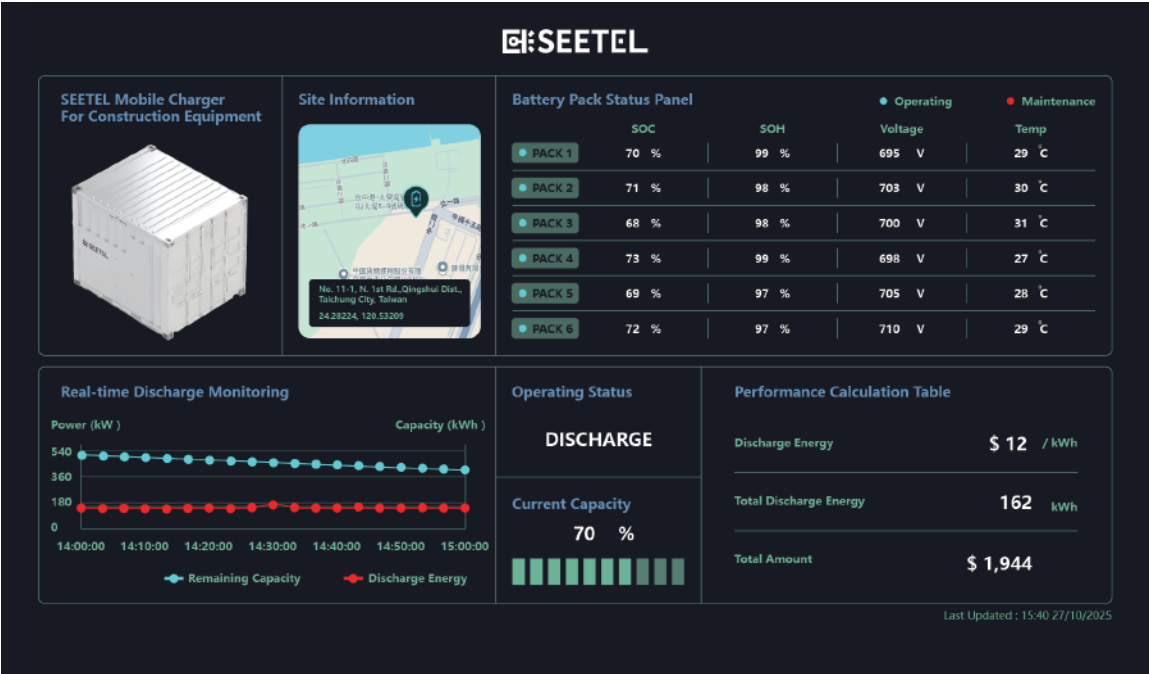 SEETEL
SEETEL Mobile Charger
For Construction Equipment
SEETEL
Site Information
No. 11-1, N. 1st Rd.,Qingshui Dist.,
Taichung City, Taiwan
24.28224, 120.53209
Battery Pack Status Panel
Operating
Maintenance
SOC SOH Voltage Temp
PACK 1 70 % 99 % 695 V 29 °C
PACK 2 71 % 98 % 703 V 30 °C
PACK 3 68 % 98 % 700 V 31 °C
PACK 4 73 % 99 % 698 V 27 °C
PACK 5 69 % 97 % 705 V 28 °C
PACK 6 72 % 97 % 710 V 29 °C
Real-time Discharge Monitoring
Power (kW )
Capacity (kWh )
540
360
180
0
14:00:00 14:10:00 14:20:00 14:30:00 14:40:00 14:50:00 15:00:00
Remaining Capacity Discharge Energy
Operating Status
DISCHARGE
Current Capacity
70 %
Performance Calculation Table
Discharge Energy $ 12 / kWh
Total Discharge Energy 162 kWh
Total Amount $ 1,944
Last Updated : 15:40 27/10/2025